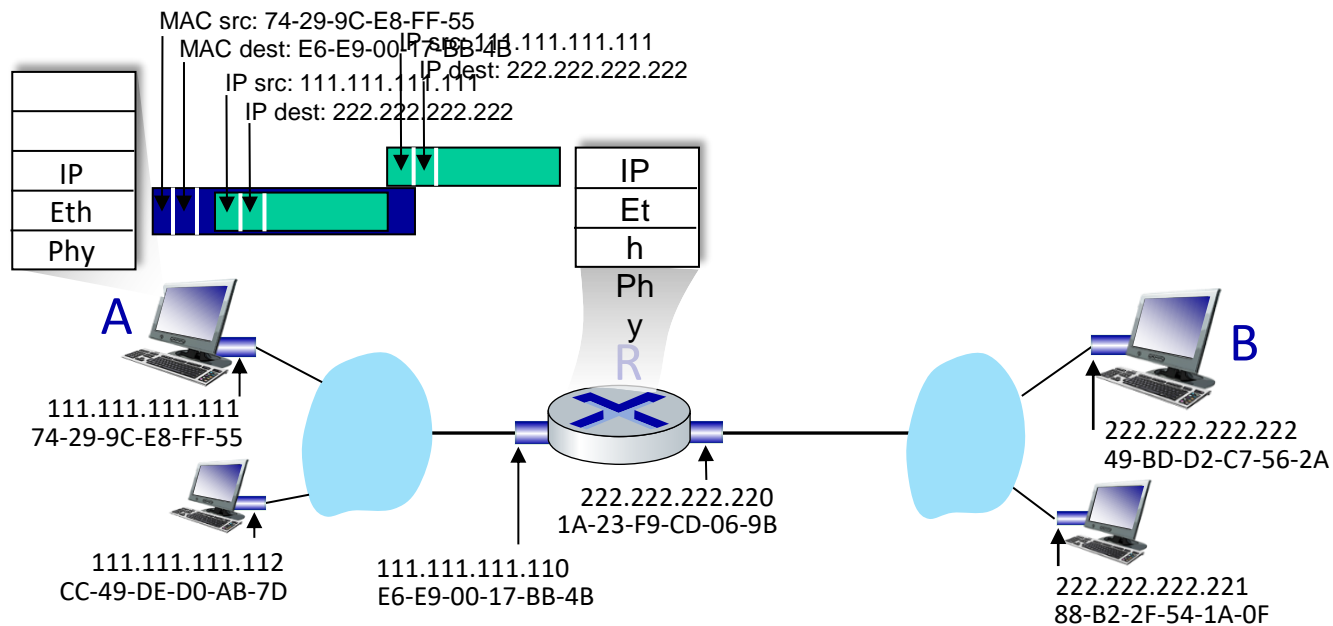 MAC src: 74-29-9C-E8-FF-55
MAC dest: E6-E9-00-17-BB-4B
IP src: 111.111.111.111
IP dest: 222.222.222.222
IP src: 111.111.111.111
IP dest: 222.222.222.222
IP
Eth
Phy
IP
Et
h
Ph
y
A
R
B
111.111.111.111
74-29-9C-E8-FF-55
222.222.222.222
49-BD-D2-C7-56-2A
222.222.222.220
1A-23-F9-CD-06-9B
111.111.111.112
CC-49-DE-D0-AB-7D
111.111.111.110
E6-E9-00-17-BB-4B
222.222.222.221
88-B2-2F-54-1A-0F